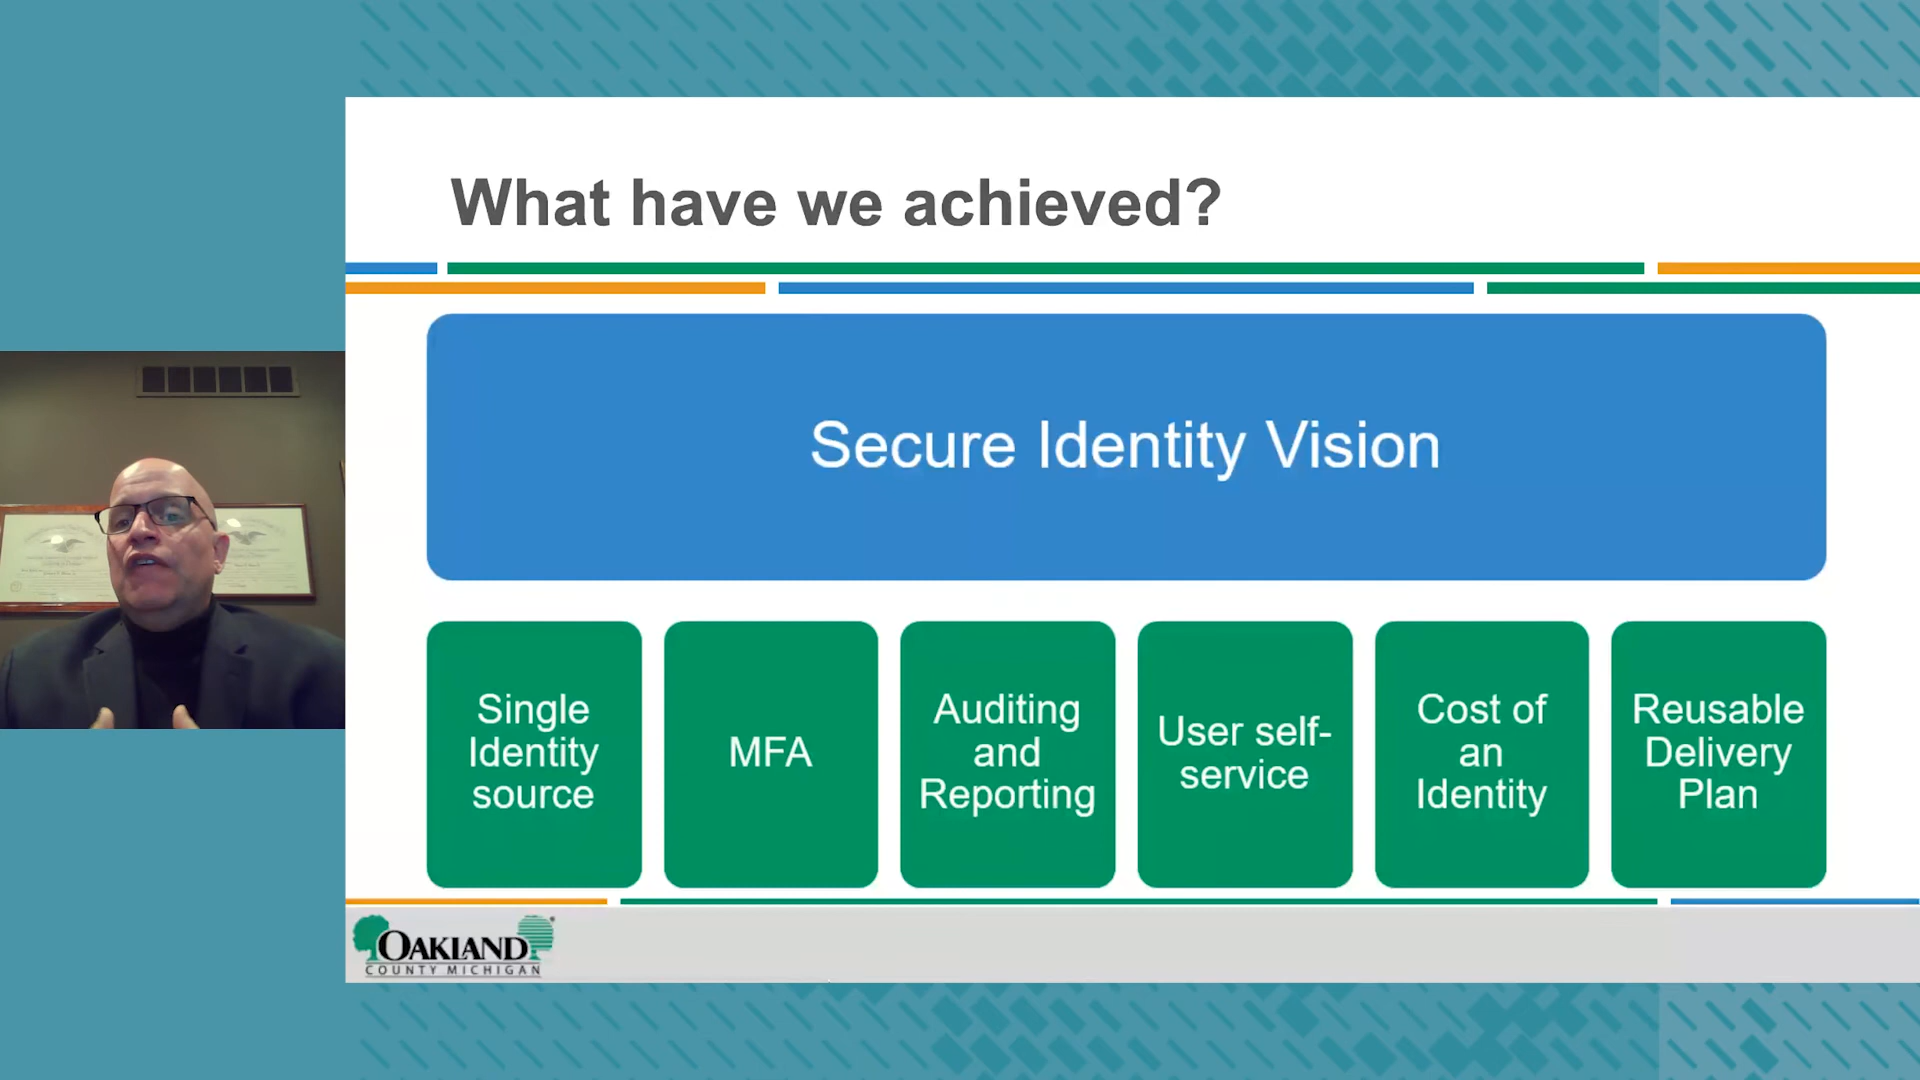 What have we achieved?
Secure Identity Vision
Single
Identity
source
MFA
Auditing
and
Reporting
User self-
service
Cost of
an
Identity
Reusable
Delivery
Plan
OAKLAND
COUNTY MICHIGAN